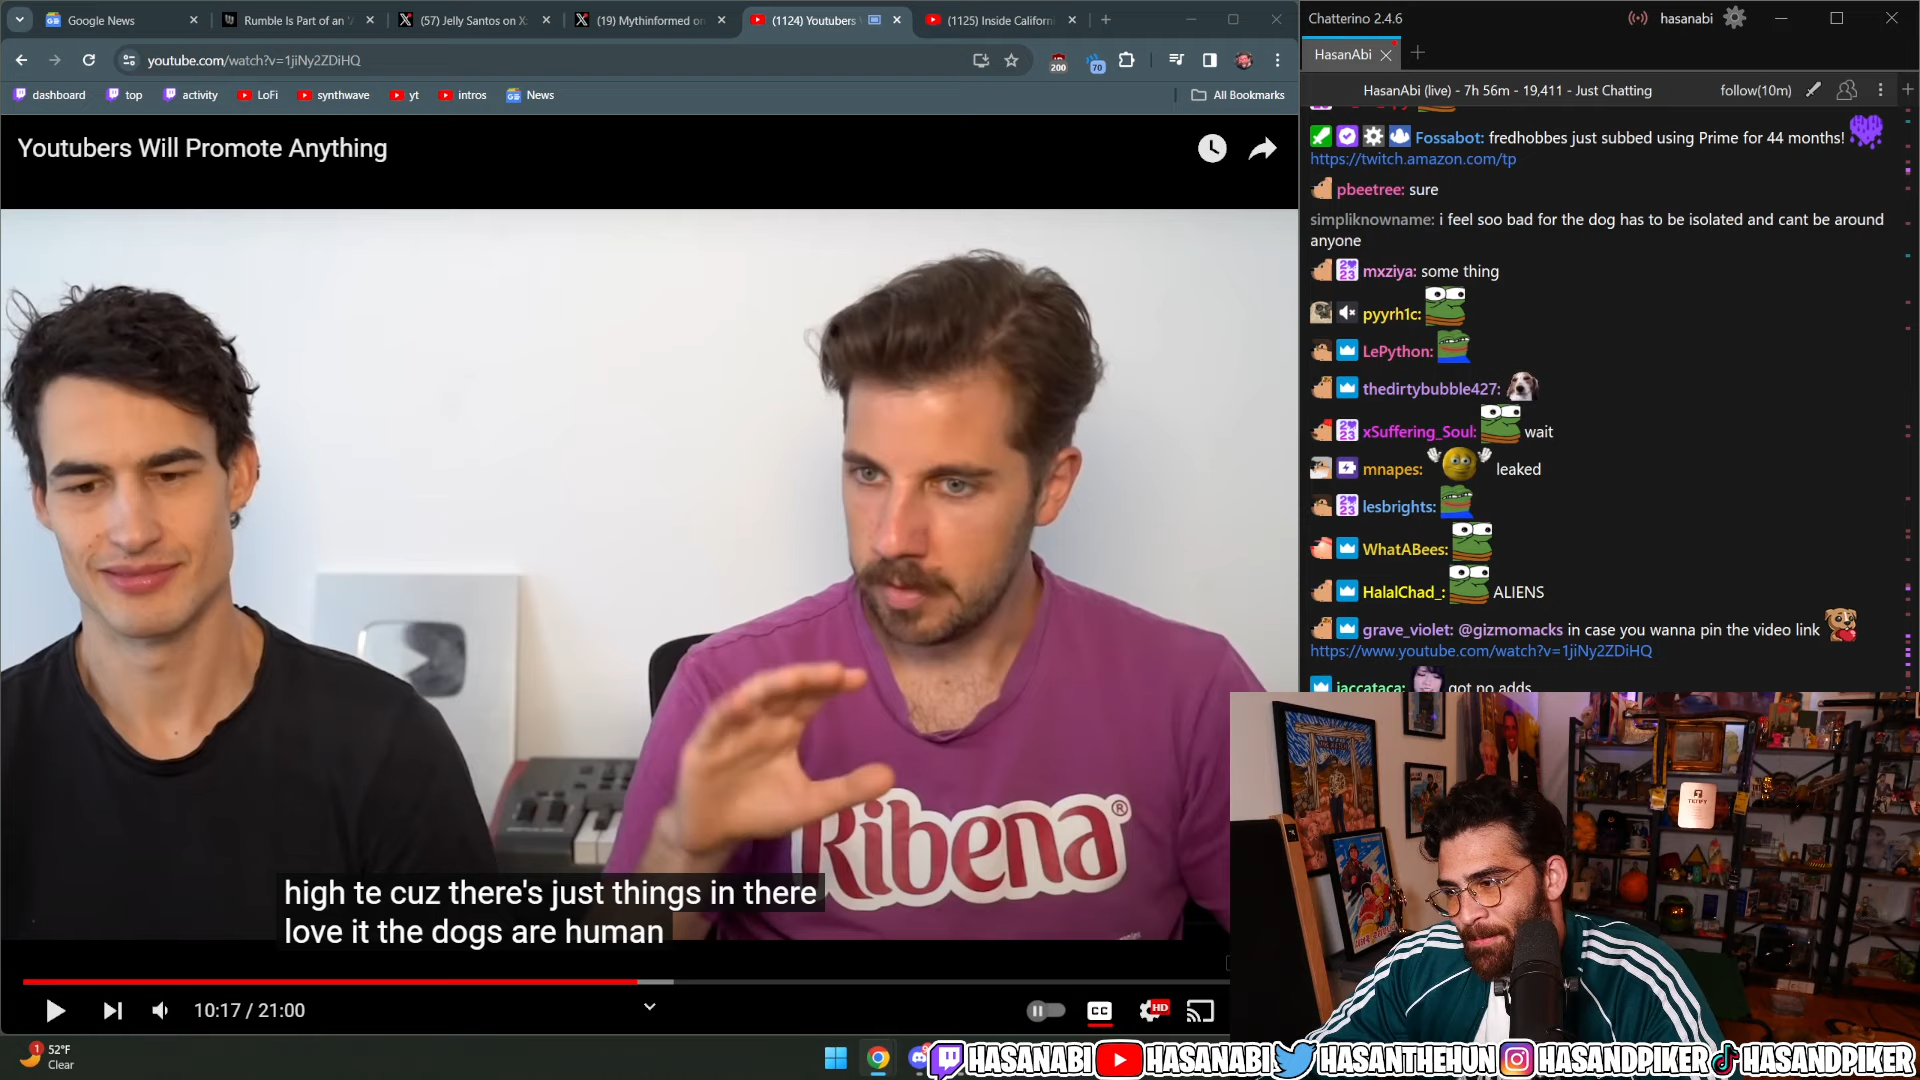 Google News
Rumble Is Part of an '
(57) Jelly Santos on X:
(19) Mythinformed on
(1124) Youtubers
(1125) Inside Californi
youtube.com/watch?v=1jiNy2ZDiHQ
200
70
dashboard
top
activity
LoFi
synthwave
yt
intros
News
All Bookmarks
Youtubers Will Promote Anything
Ribena®
high te cuz there's just things in there
love it the dogs are human
10:17 / 21:00
CC
HD
1
52°F
Clear
Chatterino 2.4.6
hasanabi
HasanAbi
HasanAbi (live) - 7h 56m - 19,411 - Just Chatting
follow(10m)
Fossabot: fredhobbes just subbed using Prime for 44 months!
https://twitch.amazon.com/tp
pbeetree: sure
simpliknowname: i feel soo bad for the dog has to be isolated and cant be around
anyone
mxziya: some thing
pyyrh1c:
LePython:
thedirtybubble427:
xSuffering_Soul: wait
mnapes: leaked
lesbrights:
WhatABees:
HalalChad_: ALIENS
grave_violet: @gizmomacks in case you wanna pin the video link
https://www.youtube.com/watch?v=1jiNy2ZDiHQ
jaccataca: got no adds
HASANABI
HASANABI
HASANTHEHUN
HASANDPIKER
HASANDPIKER